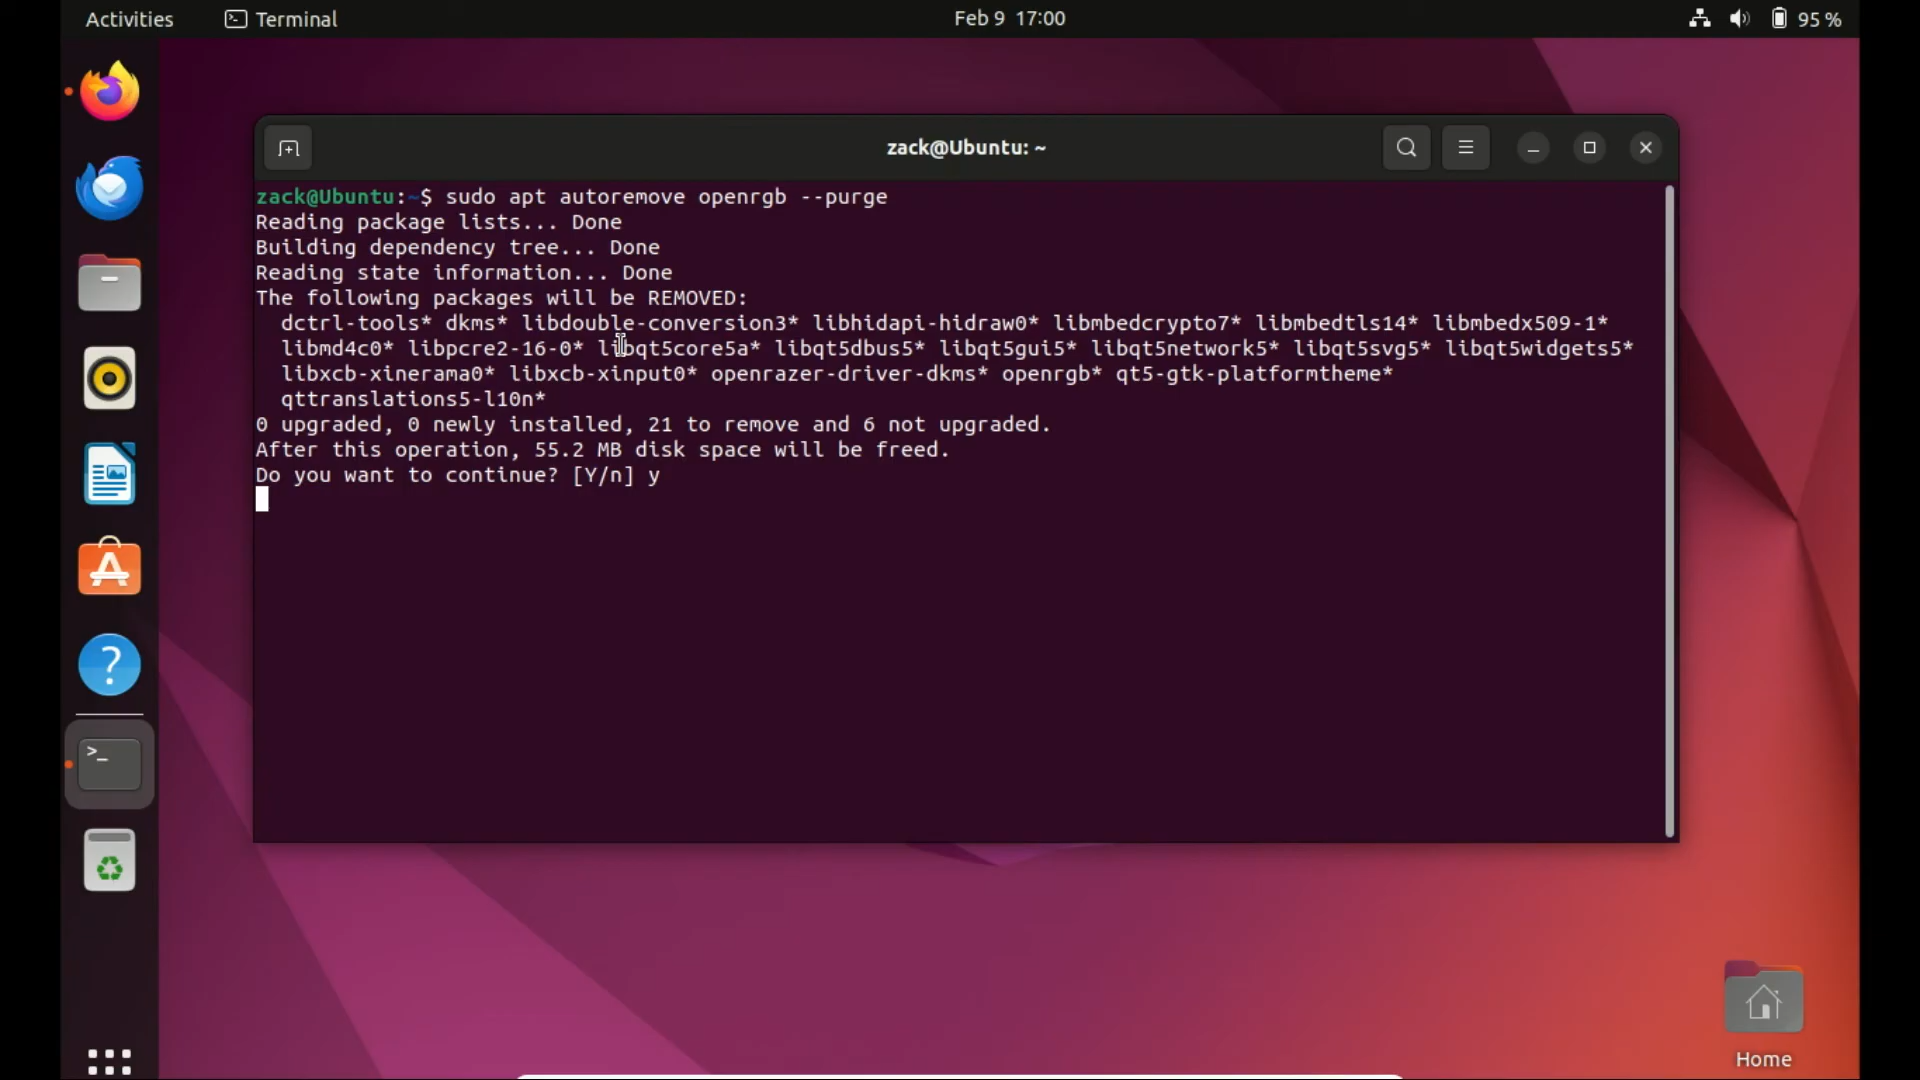 Activities Terminal Feb 9 17:00 95 %
zack@Ubuntu: ~
zack@Ubuntu:~$ sudo apt autoremove openrgb --purge
Reading package lists... Done
Building dependency tree... Done
Reading state information... Done
The following packages will be REMOVED:
dctrl-tools* dkms* libdouble-conversion3* libhidapi-hidraw0* libmbedcrypto7* libmbedtls14* libmbedx509-1*
libmd4c0* libpcre2-16-0* libqt5core5a* libqt5dbus5* libqt5gui5* libqt5network5* libqt5svg5* libqt5widgets5*
libxcb-xinerama0* libxcb-xinput0* openrazer-driver-dkms* openrgb* qt5-gtk-platformtheme*
qttranslations5-l10n*
0 upgraded, 0 newly installed, 21 to remove and 6 not upgraded.
After this operation, 55.2 MB disk space will be freed.
Do you want to continue? [Y/n] y
Home